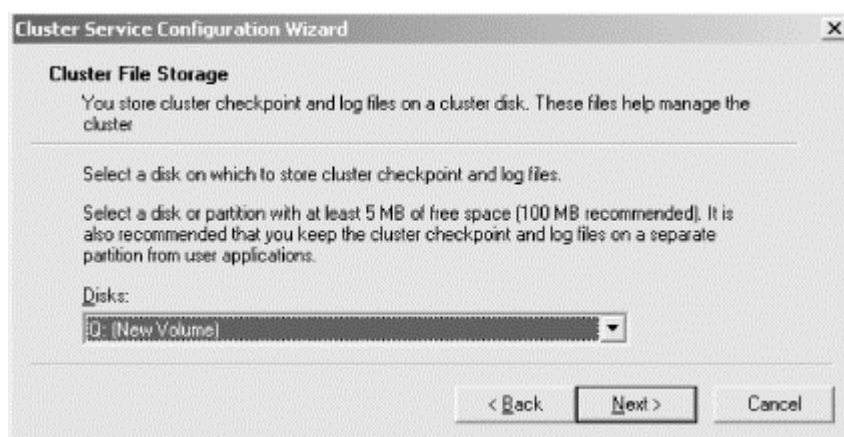 Cluster Service Configuration Wizard
Cluster File Storage
You store cluster checkpoint and log files on a cluster disk. These files help manage the
cluster
Select a disk on which to store cluster checkpoint and log files.
Select a disk or partition with at least 5 MB of free space (100 MB recommended). It is
also recommended that you keep the cluster checkpoint and log files on a separate
partition from user applications.
Disks:
Q: (New Volume)
< Back Next > Cancel